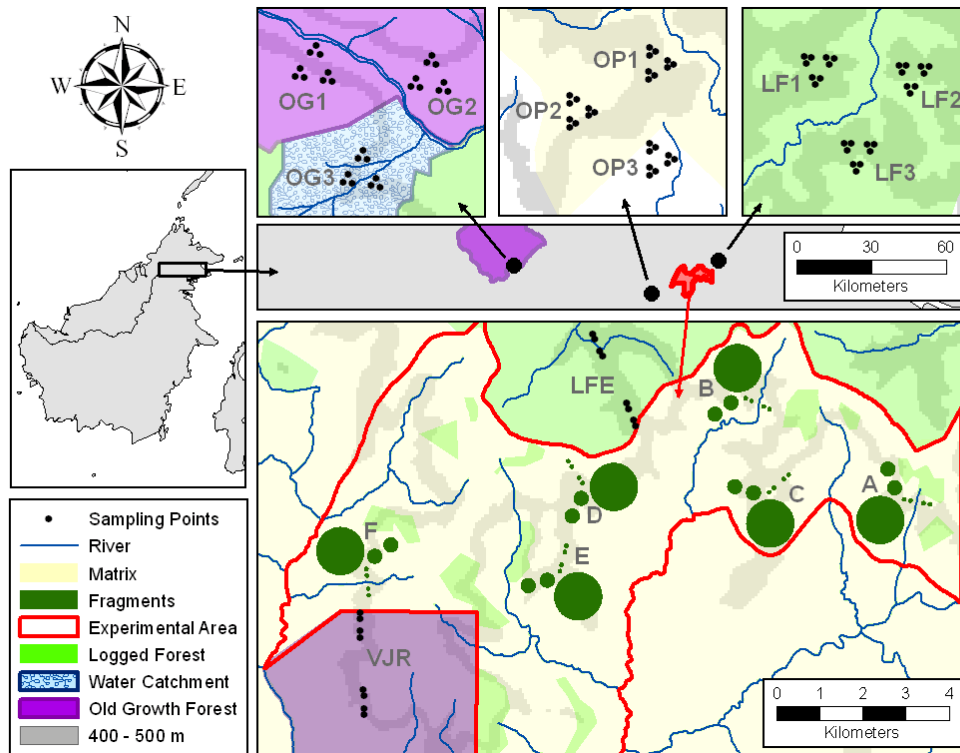 N
W E
S
OG1
OG2
OG3
OP1
OP2
OP3
LF1
LF2
LF3
0 30 60
Kilometers
LFE
B
A
C
D
E
F
VJR
Sampling Points
River
Matrix
Fragments
Experimental Area
Logged Forest
Water Catchment
Old Growth Forest
400 - 500 m
0 1 2 3 4
Kilometers